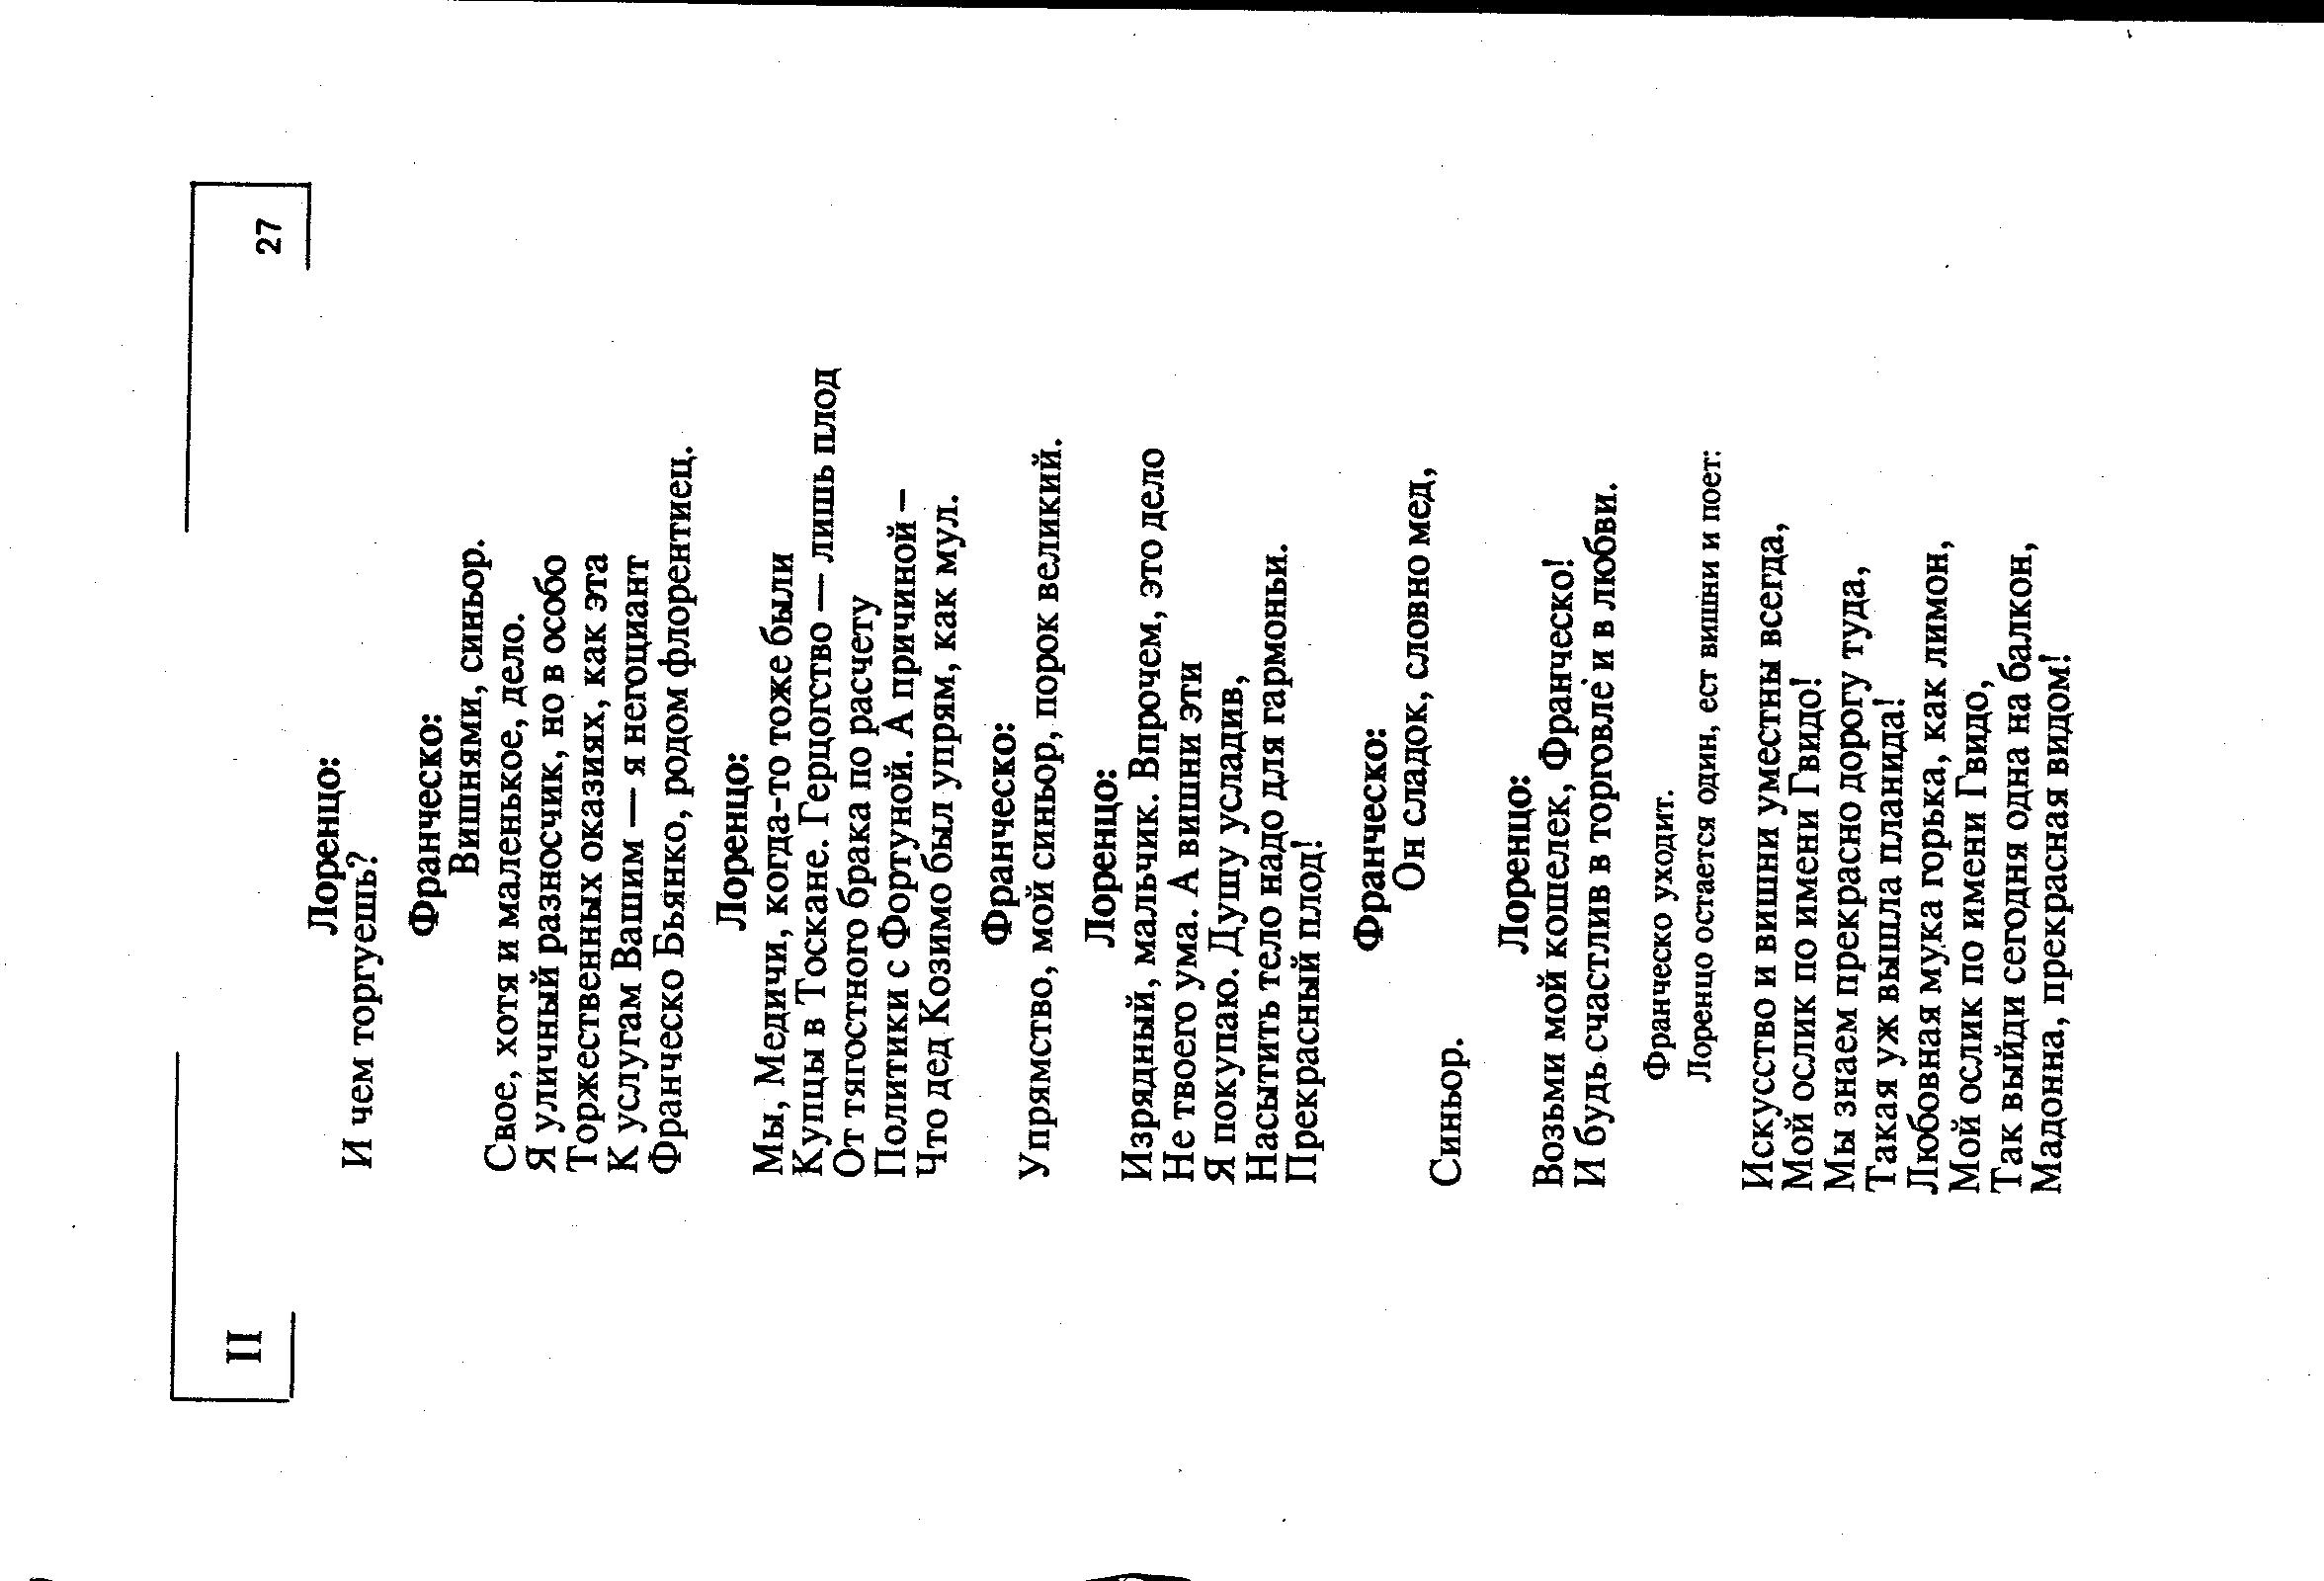 II
27
Лоренцо:
И чем торгуешь?
Франческо:
Вишнями, синьор.
Свое, хотя и маленькое, дело.
Я уличный разносчик, но в особо
Торжественных оказиях, как эта
К услугам Вашим — я негоциант
Франческо Бьянко, родом флорентиец.
Лоренцо:
Мы, Медичи, когда-то тоже были
Купцы в Тоскане. Герцогство — лишь плод
От тягостного брака по расчету
Политики с Фортуной. А причиной –
Что дед Козимо был упрям, как мул.
Франческо:
Упрямство, мой синьор, порок великий.
Лоренцо:
Изрядный, мальчик. Впрочем, это дело
Не твоего ума. А вишни эти
Я покупаю. Душу усладив,
Насытить тело надо для гармоньи.
Прекрасный плод!
Франческо:
Он сладок, словно мед,
Синьор.
Лоренцо:
Возьми мой кошелек, Франческо!
И будь счастлив в торговле и в любви.
Франческо уходит.
Лоренцо остается один, ест вишни и поет:
Искусство и вишни уместны всегда,
Мой ослик по имени Гвидо!
Мы знаем прекрасно дорогу туда,
Такая уж вышла планида!
Любовная мука горька, как лимон,
Мой ослик по имени Гвидо,
Так выйди сегодня одна на балкон,
Мадонна, прекрасная видом!